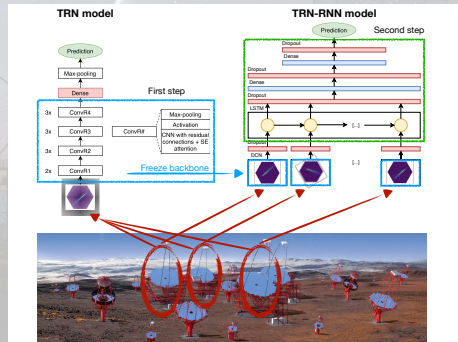 TRN model
Prediction
Max-pooling
Dense
First step
3x
ConvR4
3x
ConvR3
3x
ConvR2
2x
ConvR1
ConvR#
Max-pooling
Activation
CNN with residual
connections + SE
attention
Freeze backbone
TRN-RNN model
Second step
Prediction
Dropout
Dense
Dropout
Dense
Dropout
LSTM
[...]
Dropout
DCN
[...]